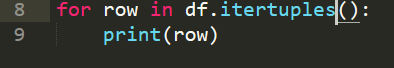 8 for row in df.itertuples():
9     print(row)